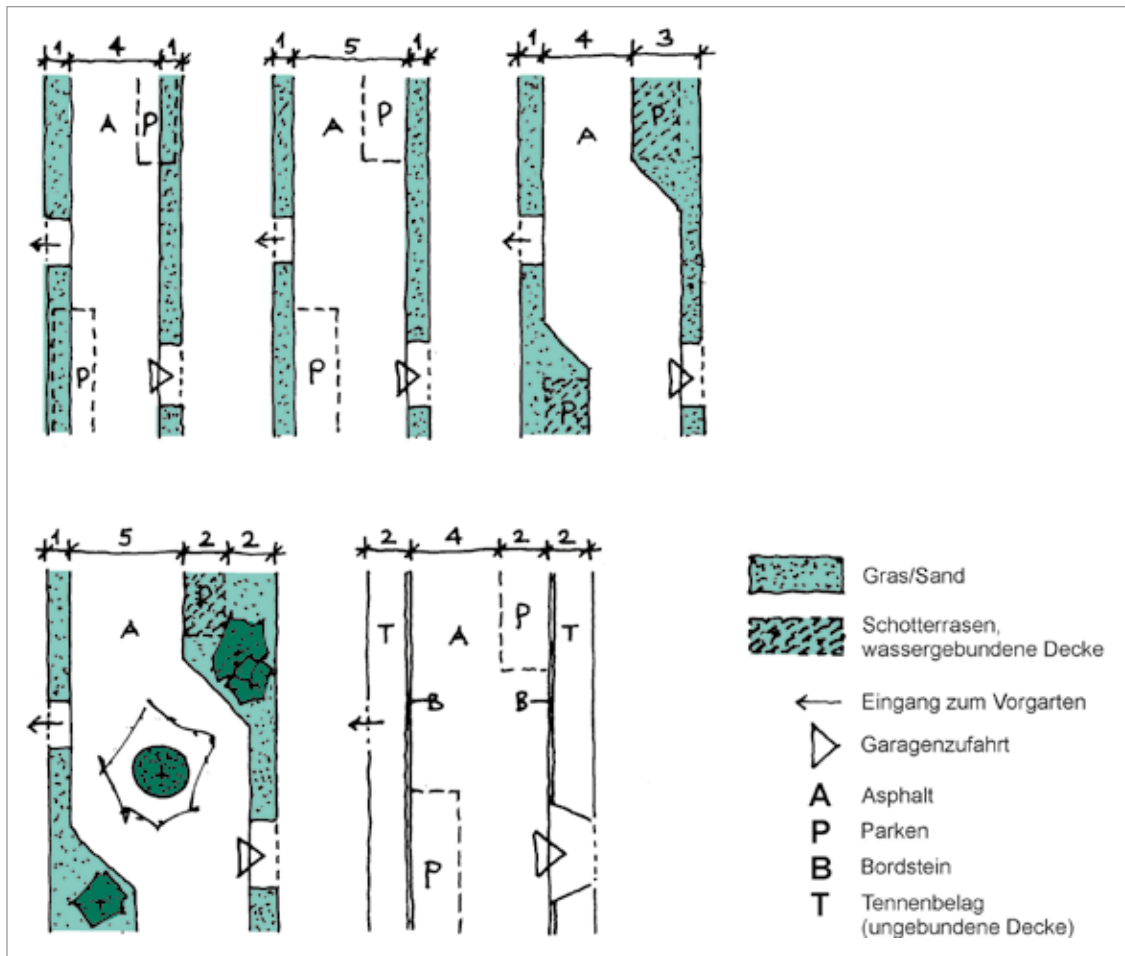 1 4 1
A P
P
1 5 1
A P
P
1 4 3
A P
P
1 5 2 2
A P
2 4 2 2
T A P T
B B
P
Gras/Sand
Schotterrasen,
wassergebundene Decke
Eingang zum Vorgarten
Garagenzufahrt
A Asphalt
P Parken
B Bordstein
T Tennenbelag
(ungebundene Decke)